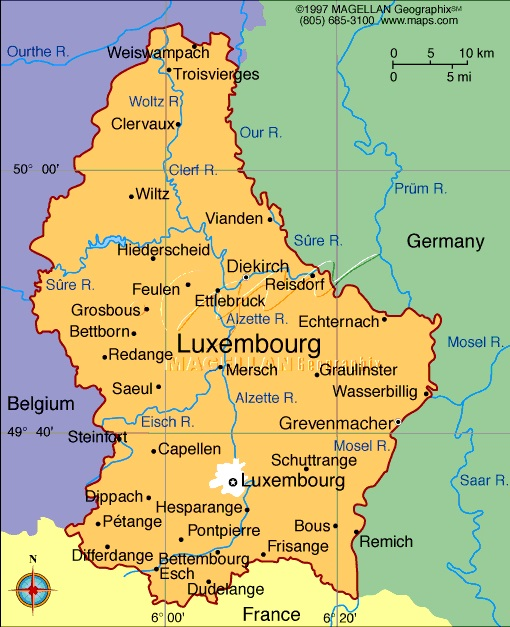 ©1997 MAGELLAN Geographix℠
(805) 685-3100 www.maps.com
Ourthe R.
Weiswampach
Troisvierges
0 5 10 km
0 5 mi
Woltz R.
Clervaux
Our R.
50° 00'
Clerf R.
Prüm R.
Wiltz
Vianden
Sûre R.
Germany
Hiederscheid
Diekirch
Sûre R.
Feulen
Reisdorf
Ettlebruck
Grosbous
Alzette R.
Echternach
Bettborn
Luxembourg
Mosel R.
Redange
MAGELLAN Geographix
Mersch
Graulinster
Saeul
Wasserbillig
Alzette R.
Belgium
Eisch R.
Grevenmacher
49° 40'
Steinfort
Mosel R.
Capellen
Schuttrange
Luxembourg
Saar R.
Dippach
Hesparange
Pétange
Bous
Pontpierre
Remich
Differdange
Frisange
Bettembourg
N
Esch
Dudelange
France
6° 00'
6° 20'